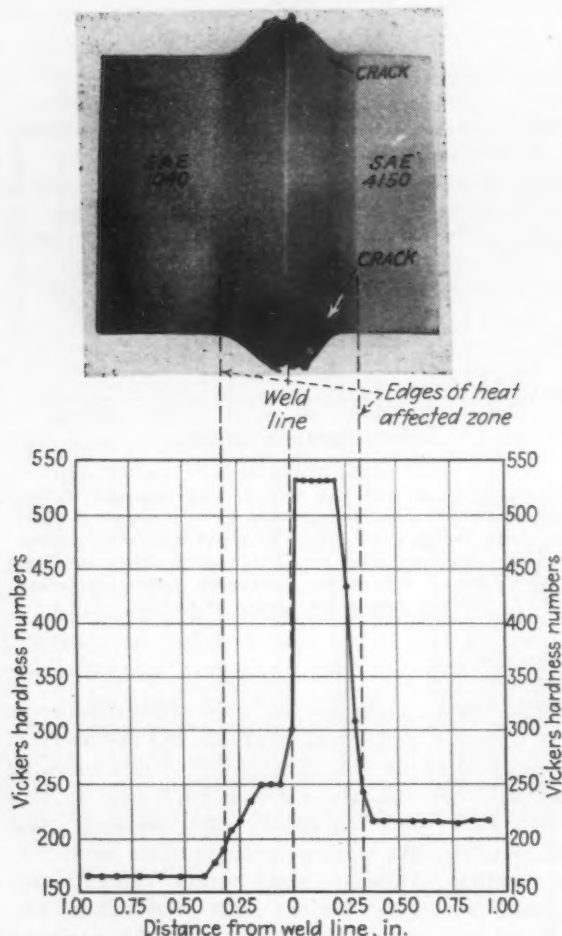 CRACK
SAE
1040
SAE
4150
CRACK
Weld
line
Edges of heat
affected zone
Vickers hardness numbers
550
500
450
400
350
300
250
200
150
550
500
450
400
350
300
250
200
150
Vickers hardness numbers
1.00 0.75 0.50 0.25 0 0.25 0.50 0.75 1.00
Distance from weld line, in.